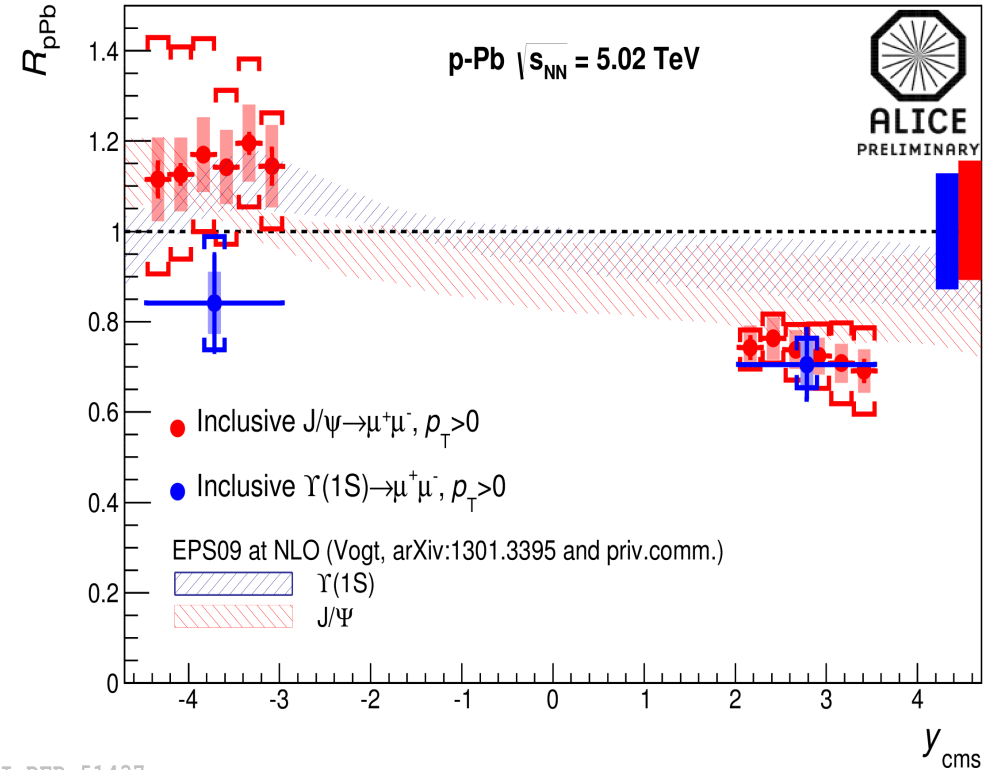 R_pPb
1.4
1.2
1
0.8
0.6
0.4
0.2
0
p-Pb √s_NN = 5.02 TeV
ALICE
PRELIMINARY
Inclusive J/ψ→μ⁺μ⁻, p_T>0
Inclusive ϒ(1S)→μ⁺μ⁻, p_T>0
EPS09 at NLO (Vogt, arXiv:1301.3395 and priv.comm.)
ϒ(1S)
J/Ψ
-4 -3 -2 -1 0 1 2 3 4
y_cms